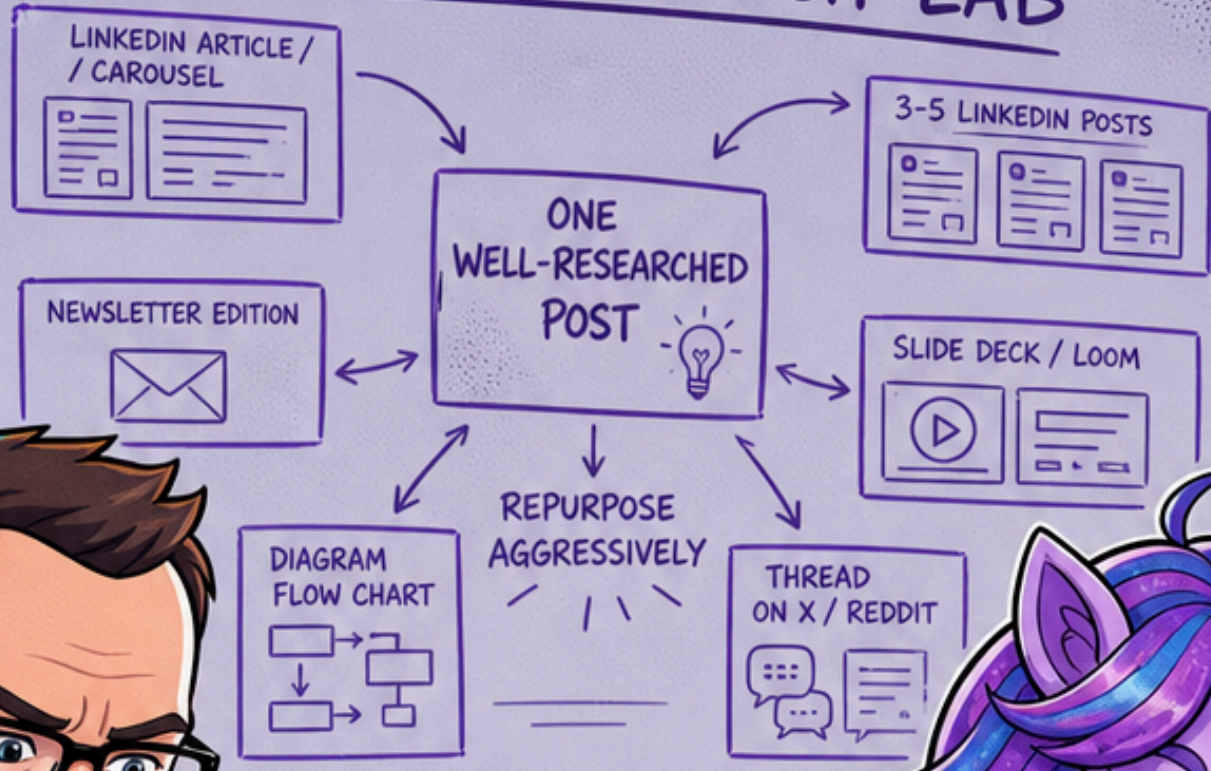 LAB
LINKEDIN ARTICLE /
/ CAROUSEL
3-5 LINKEDIN POSTS
ONE
WELL-RESEARCHED
POST
NEWSLETTER EDITION
SLIDE DECK / LOOM
REPURPOSE
AGGRESSIVELY
DIAGRAM
FLOW CHART
THREAD
ON X / REDDIT